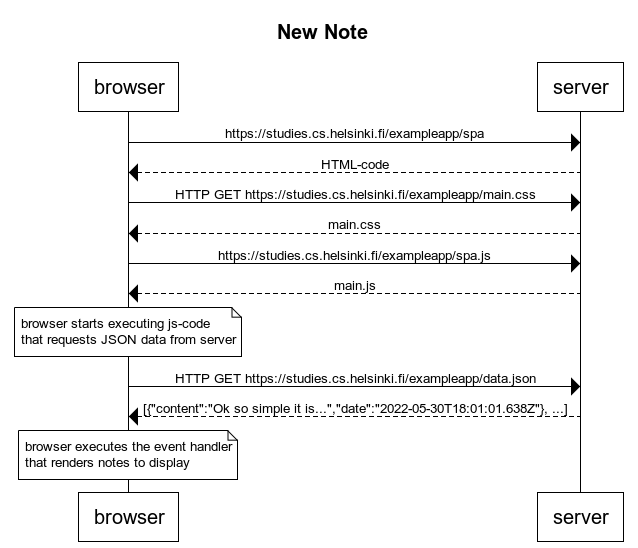 New Note
browser
server
https://studies.cs.helsinki.fi/exampleapp/spa
HTML-code
HTTP GET https://studies.cs.helsinki.fi/exampleapp/main.css
main.css
https://studies.cs.helsinki.fi/exampleapp/spa.js
main.js
browser starts executing js-code
that requests JSON data from server
HTTP GET https://studies.cs.helsinki.fi/exampleapp/data.json
[{"content":"Ok so simple it is...","date":"2022-05-30T18:01:01.638Z"}, ...]
browser executes the event handler
that renders notes to display
browser
server